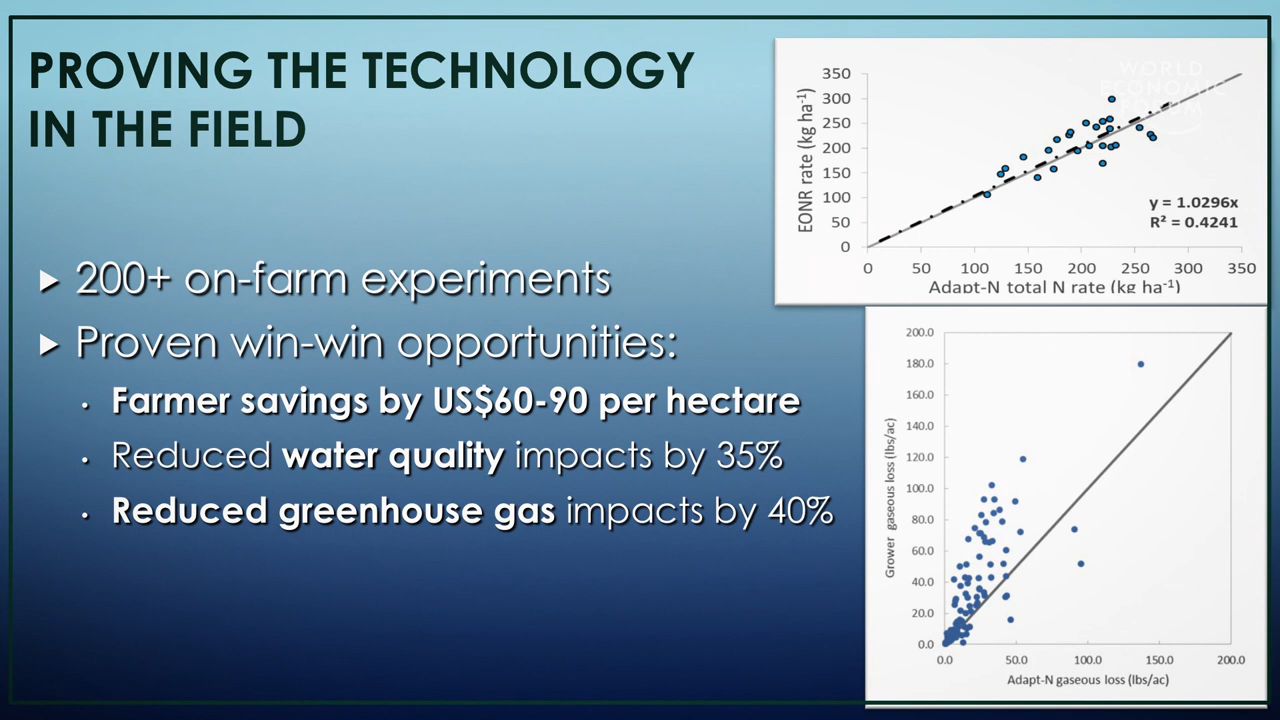 PROVING THE TECHNOLOGY
IN THE FIELD
200+ on-farm experiments
Proven win-win opportunities:
Farmer savings by US$60-90 per hectare
Reduced water quality impacts by 35%
Reduced greenhouse gas impacts by 40%
WORLD
ECONOMIC
FORUM
EONR rate (kg ha-1)
350
300
250
200
150
100
50
0
y = 1.0296x
R² = 0.4241
0 50 100 150 200 250 300 350
Adapt-N total N rate (kg ha-1)
Grower gaseous loss (lbs/ac)
200.0
180.0
160.0
140.0
120.0
100.0
80.0
60.0
40.0
20.0
0.0
0.0 50.0 100.0 150.0 200.0
Adapt-N gaseous loss (lbs/ac)